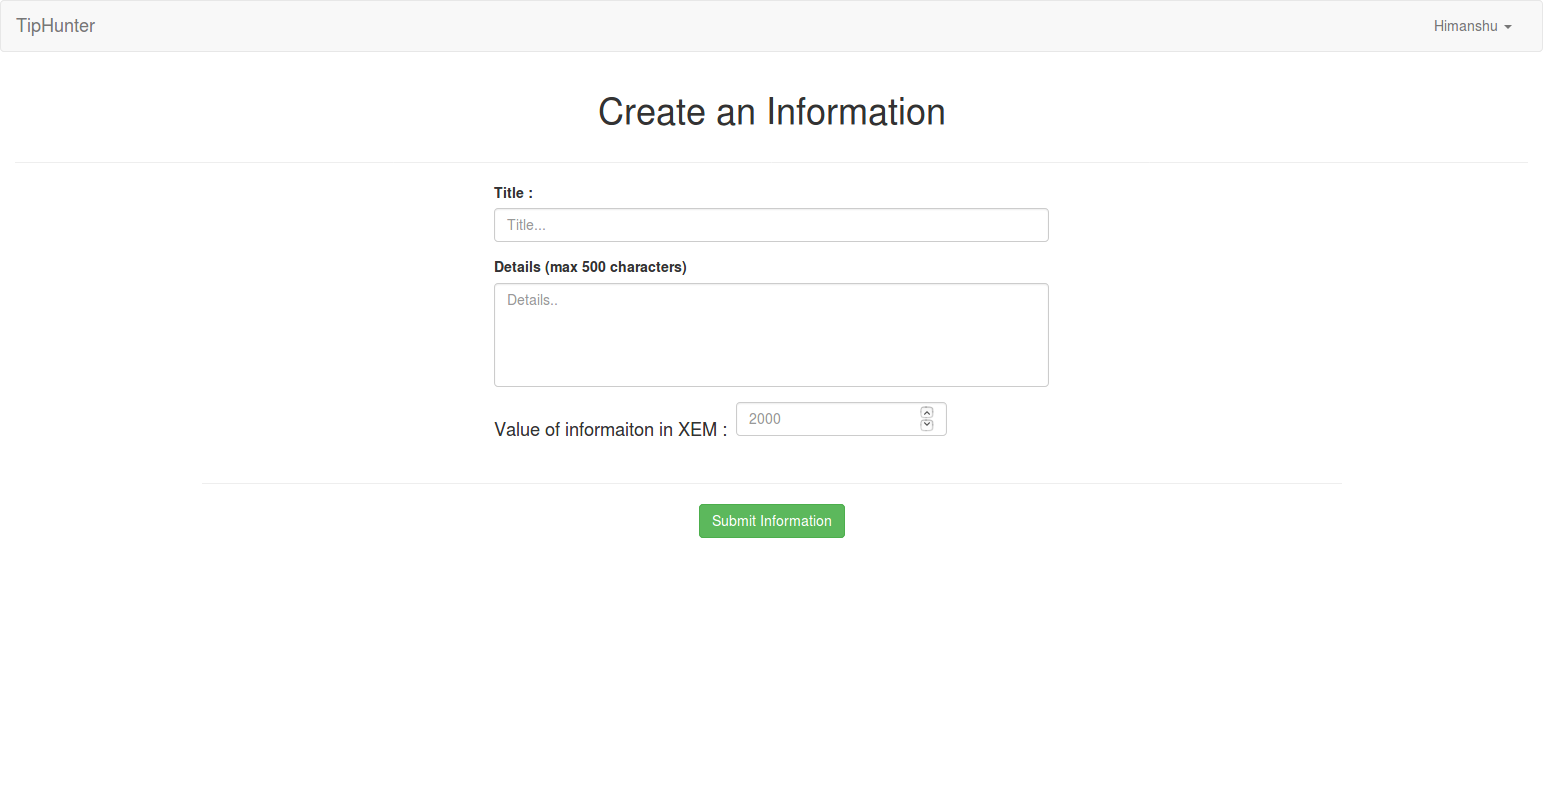 TipHunter
Himanshu
Create an Information
Title :
Title...
Details (max 500 characters)
Details..
Value of informaiton in XEM :
2000
Submit Information